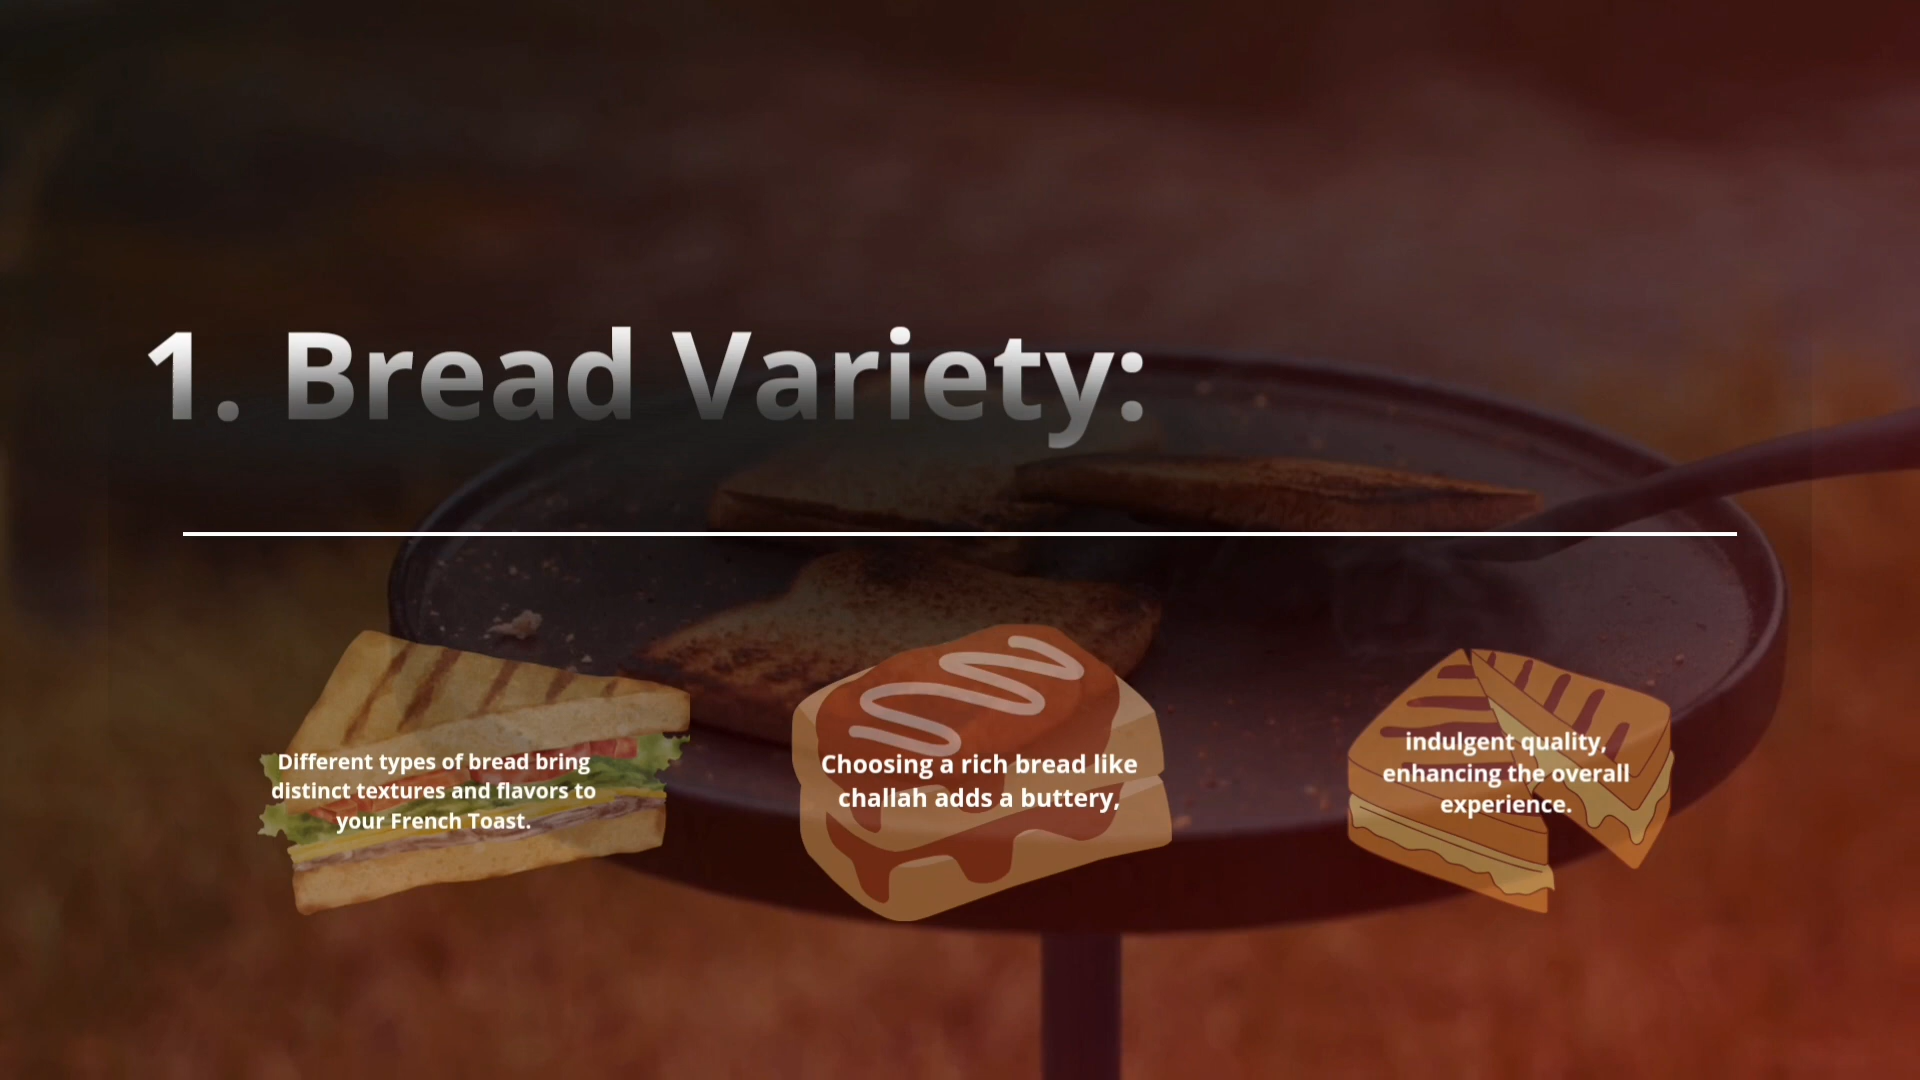 1. Bread Variety:
Different types of bread bring
distinct textures and flavors to
your French Toast.
Choosing a rich bread like
challah adds a buttery,
indulgent quality,
enhancing the overall
experience.